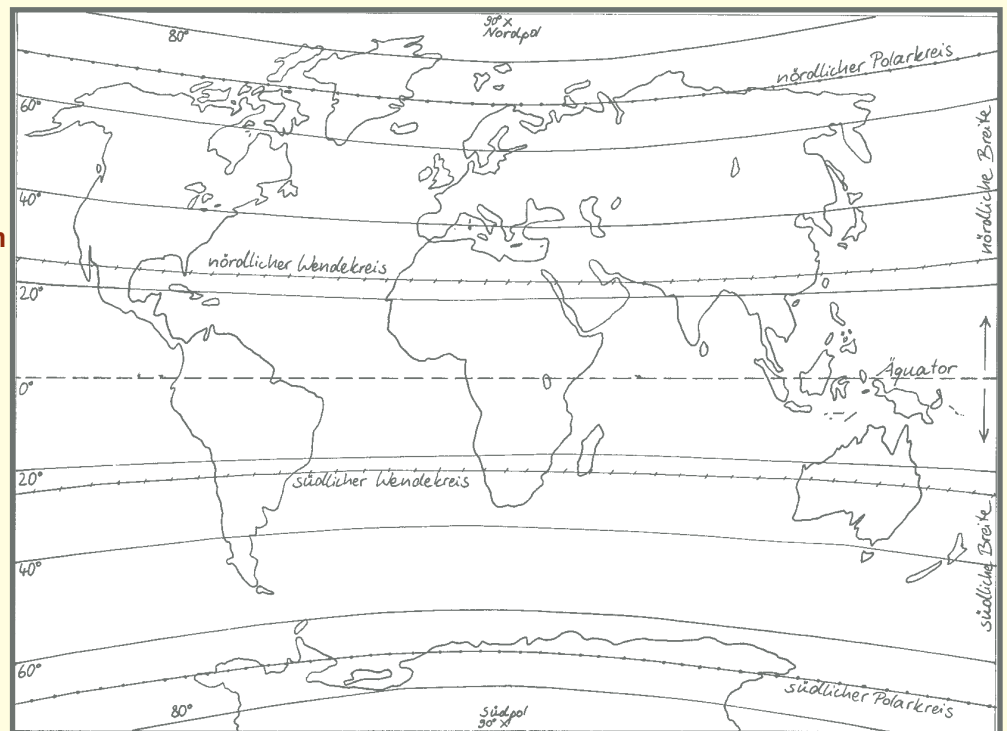 90° X
Nordpol
80°
nördlicher Polarkreis
60°
nördliche Breite
40°
n
nördlicher Wendekreis
20°
Äquator
0°
20°
südlicher Wendekreis
südliche Breite
40°
60°
südlicher Polarkreis
80°
Südpol
90° X